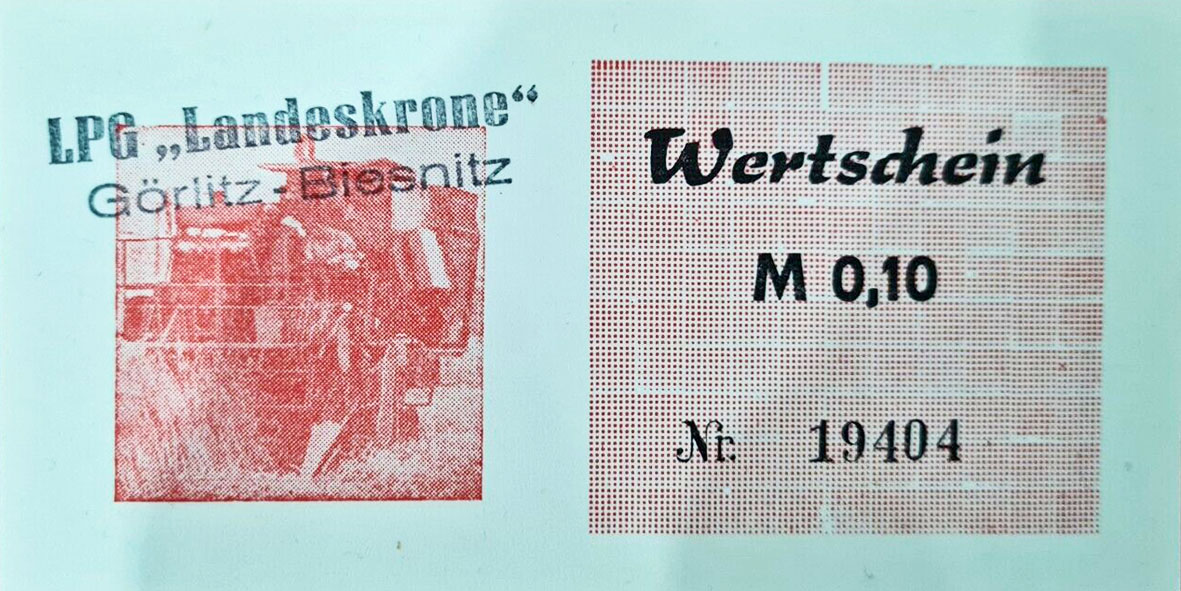 LPG „Landeskrone“
Görlitz-Biesnitz
Wertschein
M 0,10
Nr. 19404